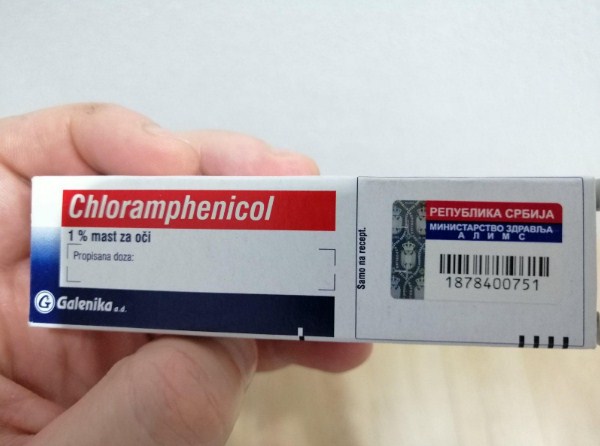 Chloramphenicol
1 % mast za oči
Propisana doza:
Galenika a.d.
Samo na recept.
РЕПУБЛИКА СРБИЈА
МИНИСТАРСТВО ЗДРАВЉА
АЛИМС
1878400751